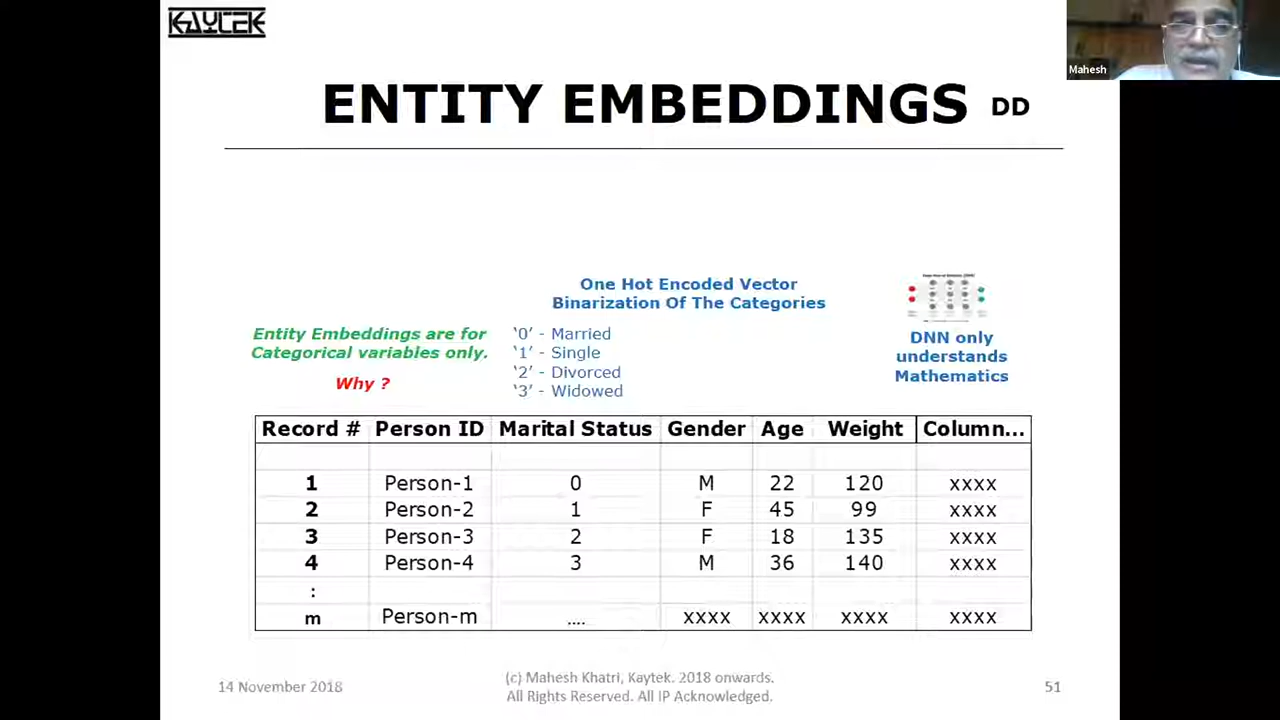 KAYTEK
Mahesh
ENTITY EMBEDDINGS DD
One Hot Encoded Vector
Binarization Of The Categories
Entity Embeddings are for
Categorical variables only.
Why ?
‘0’ - Married
‘1’ - Single
‘2’ - Divorced
‘3’ - Widowed
DNN only
understands
Mathematics
Record # Person ID Marital Status Gender Age Weight Column...
1 Person-1 0 M 22 120 xxxx
2 Person-2 1 F 45 99 xxxx
3 Person-3 2 F 18 135 xxxx
4 Person-4 3 M 36 140 xxxx
:
m Person-m .... xxxx xxxx xxxx xxxx
14 November 2018
(c) Mahesh Khatri, Kaytek. 2018 onwards.
All Rights Reserved. All IP Acknowledged.
51